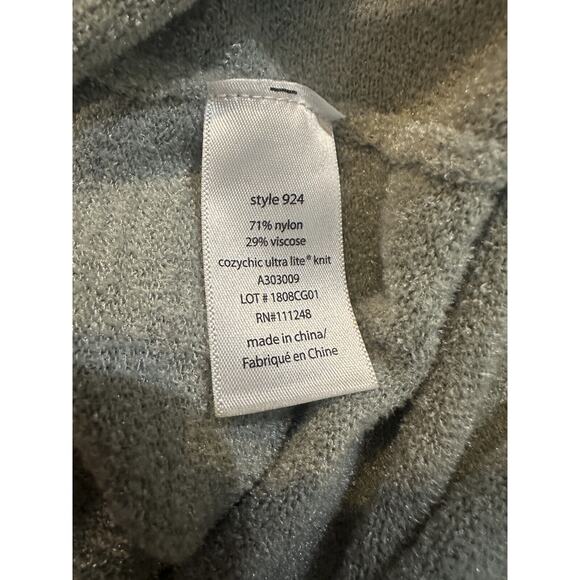 style 924
71% nylon
29% viscose
cozychic ultra lite® knit
A303009
LOT # 1808CG01
RN#111248
made in china/
Fabriqué en Chine